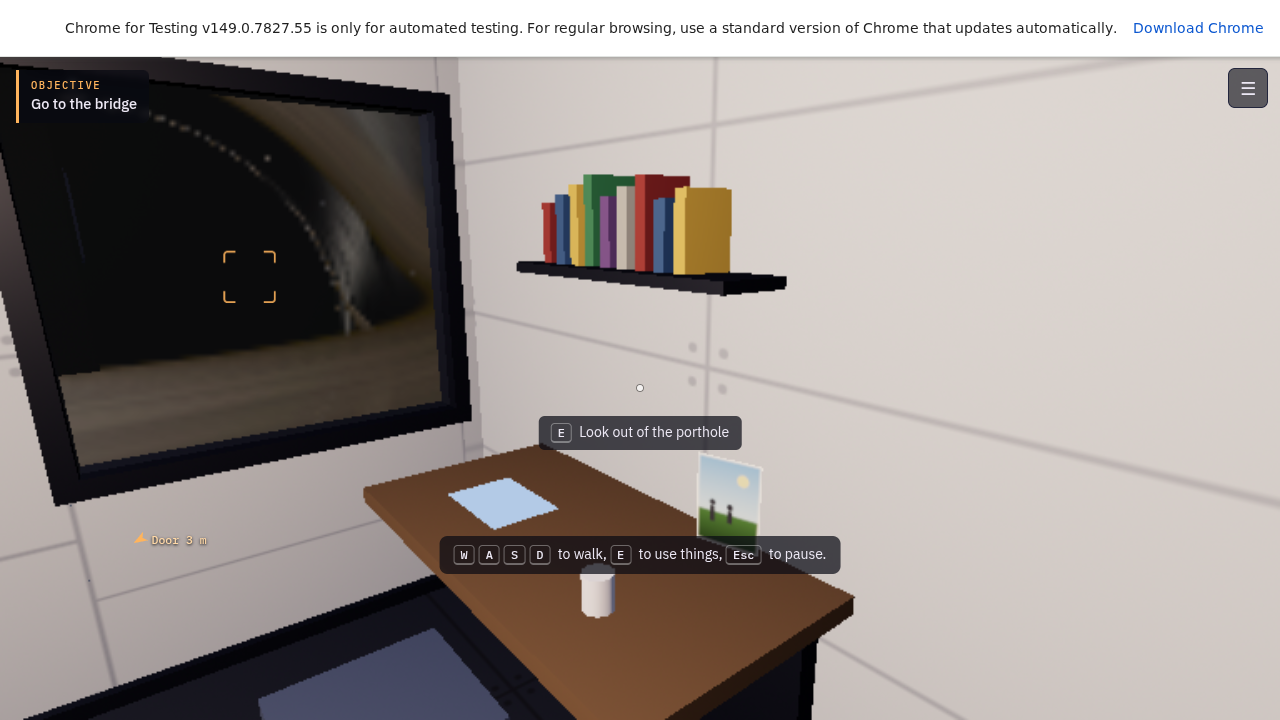 Chrome for Testing v149.0.7827.55 is only for automated testing. For regular browsing, use a standard version of Chrome that updates automatically. Download Chrome
OBJECTIVE
Go to the bridge
E Look out of the porthole
Door 3 m
W A S D to walk, E to use things, Esc to pause.